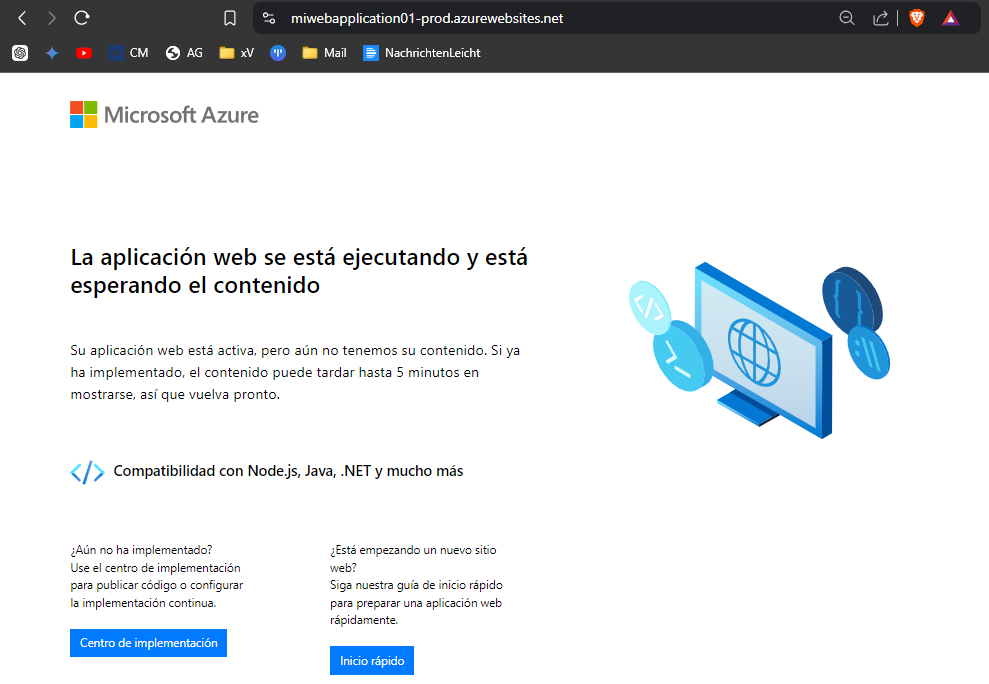 miwebapplication01-prod.azurewebsites.net
CM AG xV Mail NachrichtenLeicht
Microsoft Azure
La aplicación web se está ejecutando y está
esperando el contenido
Su aplicación web está activa, pero aún no tenemos su contenido. Si ya
ha implementado, el contenido puede tardar hasta 5 minutos en
mostrarse, así que vuelva pronto.
</> Compatibilidad con Node.js, Java, .NET y mucho más
¿Aún no ha implementado?
Use el centro de implementación
para publicar código o configurar
la implementación continua.
Centro de implementación
¿Está empezando un nuevo sitio
web?
Siga nuestra guía de inicio rápido
para preparar una aplicación web
rápidamente.
Inicio rápido